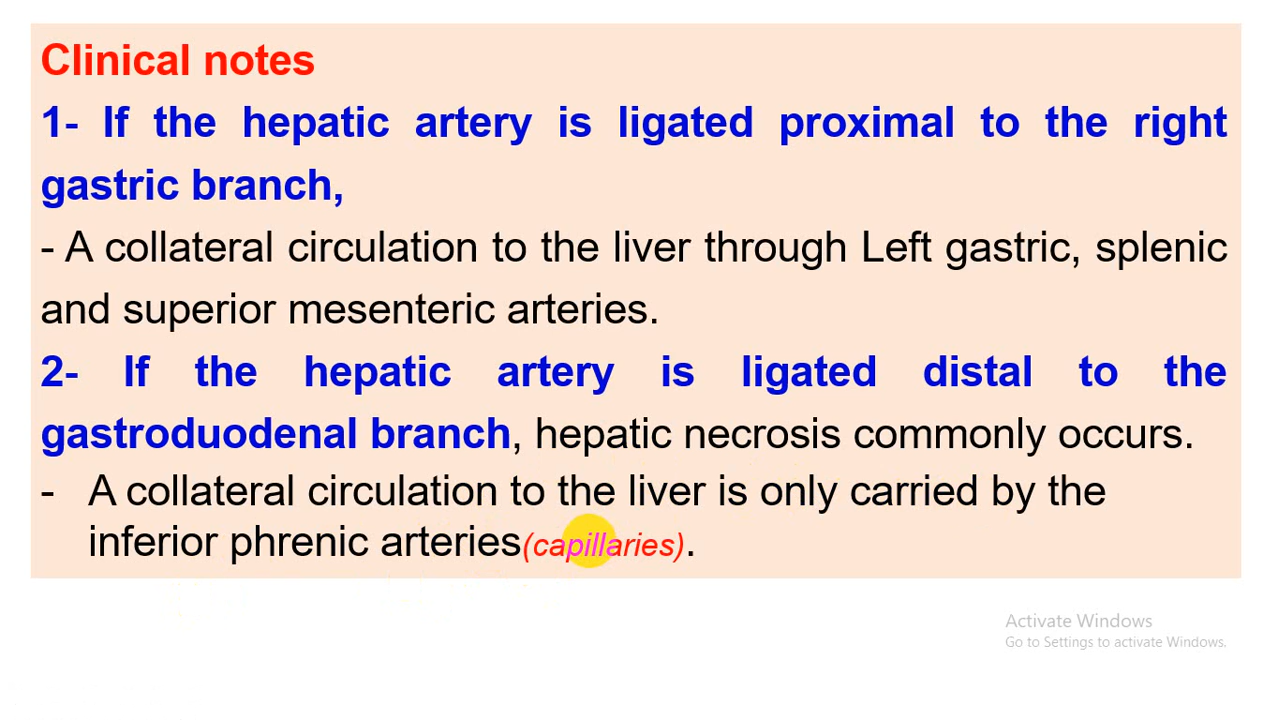 Clinical notes
1- If the hepatic artery is ligated proximal to the right
gastric branch,
- A collateral circulation to the liver through Left gastric, splenic
and superior mesenteric arteries.
2- If the hepatic artery is ligated distal to the
gastroduodenal branch, hepatic necrosis commonly occurs.
- A collateral circulation to the liver is only carried by the
inferior phrenic arteries(capillaries).
Activate Windows
Go to Settings to activate Windows.